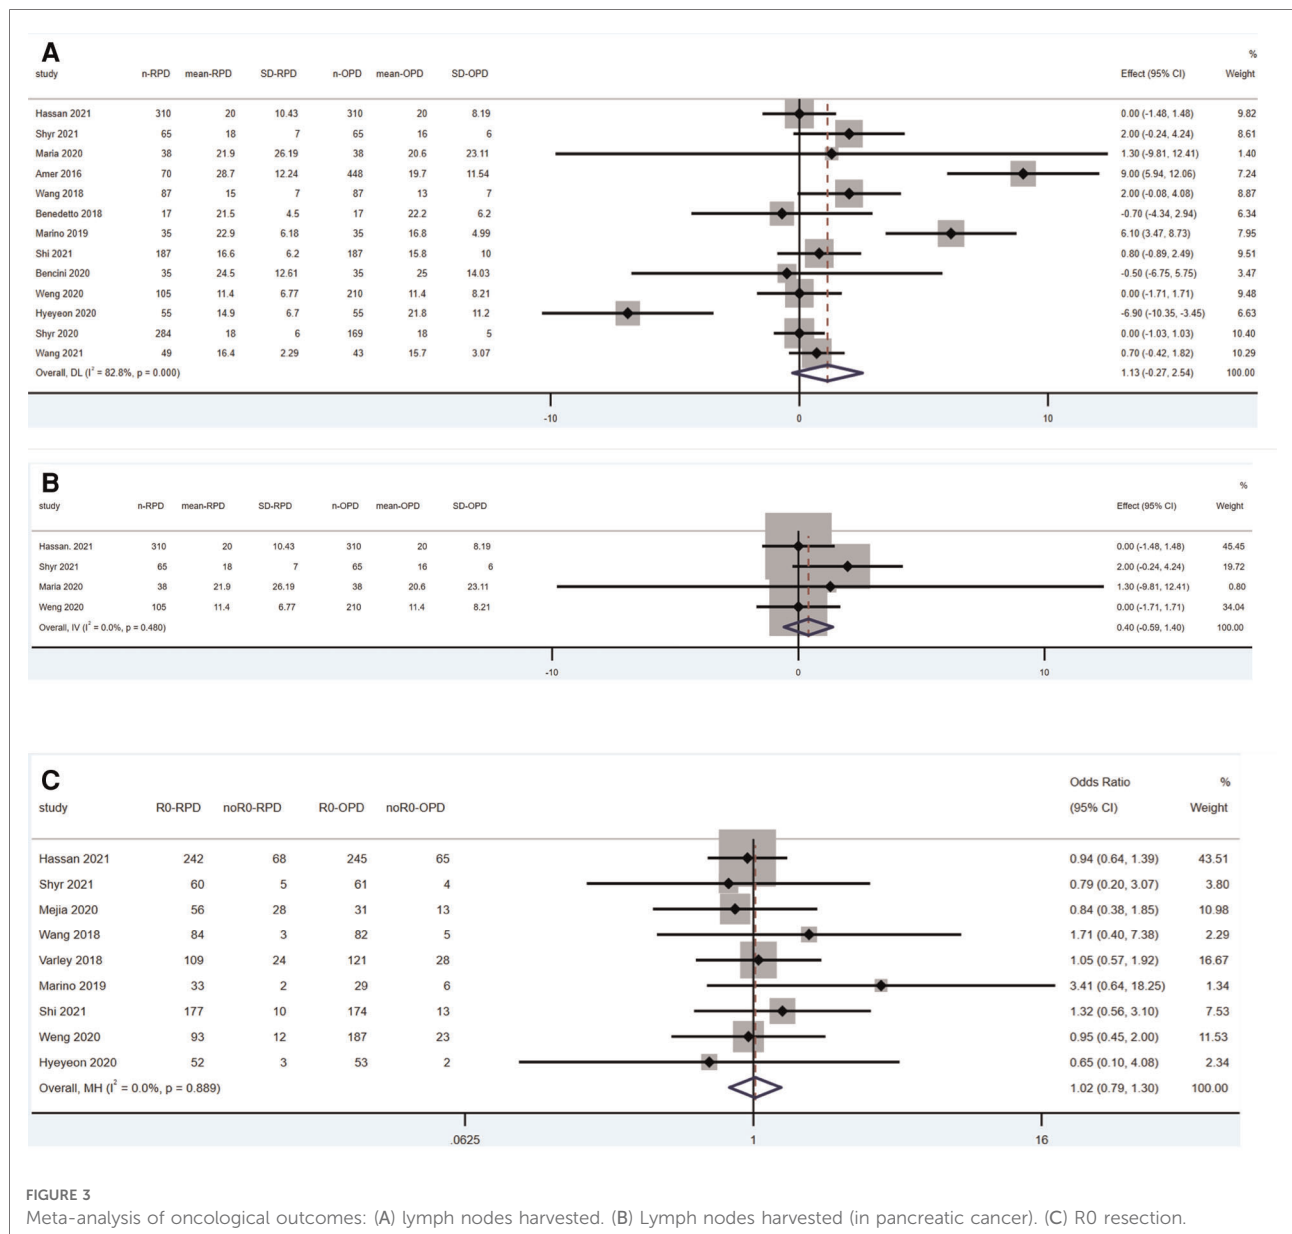 A
%
study n-RPD mean-RPD SD-RPD n-OPD mean-OPD SD-OPD Effect (95% CI) Weight
Hassan 2021 310 20 10.43 310 20 8.19 0.00 (-1.48, 1.48) 9.82
Shyr 2021 65 18 7 65 16 6 2.00 (-0.24, 4.24) 8.61
Maria 2020 38 21.9 26.19 38 20.6 23.11 1.30 (-9.81, 12.41) 1.40
Amer 2016 70 28.7 12.24 448 19.7 11.54 9.00 (5.94, 12.06) 7.24
Wang 2018 87 15 7 87 13 7 2.00 (-0.08, 4.08) 8.87
Benedetto 2018 17 21.5 4.5 17 22.2 6.2 -0.70 (-4.34, 2.94) 6.34
Marino 2019 35 22.9 6.18 35 16.8 4.99 6.10 (3.47, 8.73) 7.95
Shi 2021 187 16.6 6.2 187 15.8 10 0.80 (-0.89, 2.49) 9.51
Bencini 2020 35 24.5 12.61 35 25 14.03 -0.50 (-6.75, 5.75) 3.47
Weng 2020 105 11.4 6.77 210 11.4 8.21 0.00 (-1.71, 1.71) 9.48
Hyeyeon 2020 55 14.9 6.7 55 21.8 11.2 -6.90 (-10.35, -3.45) 6.63
Shyr 2020 284 18 6 169 18 5 0.00 (-1.03, 1.03) 10.40
Wang 2021 49 16.4 2.29 43 15.7 3.07 0.70 (-0.42, 1.82) 10.29
Overall, DL (I² = 82.8%, p = 0.000) 1.13 (-0.27, 2.54) 100.00
-10 0 10
B
%
study n-RPD mean-RPD SD-RPD n-OPD mean-OPD SD-OPD Effect (95% CI) Weight
Hassan. 2021 310 20 10.43 310 20 8.19 0.00 (-1.48, 1.48) 45.45
Shyr 2021 65 18 7 65 16 6 2.00 (-0.24, 4.24) 19.72
Maria 2020 38 21.9 26.19 38 20.6 23.11 1.30 (-9.81, 12.41) 0.80
Weng 2020 105 11.4 6.77 210 11.4 8.21 0.00 (-1.71, 1.71) 34.04
Overall, IV (I² = 0.0%, p = 0.480) 0.40 (-0.59, 1.40) 100.00
-10 0 10
C
Odds Ratio %
study R0-RPD noR0-RPD R0-OPD noR0-OPD (95% CI) Weight
Hassan 2021 242 68 245 65 0.94 (0.64, 1.39) 43.51
Shyr 2021 60 5 61 4 0.79 (0.20, 3.07) 3.80
Mejia 2020 56 28 31 13 0.84 (0.38, 1.85) 10.98
Wang 2018 84 3 82 5 1.71 (0.40, 7.38) 2.29
Varley 2018 109 24 121 28 1.05 (0.57, 1.92) 16.67
Marino 2019 33 2 29 6 3.41 (0.64, 18.25) 1.34
Shi 2021 177 10 174 13 1.32 (0.56, 3.10) 7.53
Weng 2020 93 12 187 23 0.95 (0.45, 2.00) 11.53
Hyeyeon 2020 52 3 53 2 0.65 (0.10, 4.08) 2.34
Overall, MH (I² = 0.0%, p = 0.889) 1.02 (0.79, 1.30) 100.00
.0625 1 16
FIGURE 3
Meta-analysis of oncological outcomes: (A) lymph nodes harvested. (B) Lymph nodes harvested (in pancreatic cancer). (C) R0 resection.